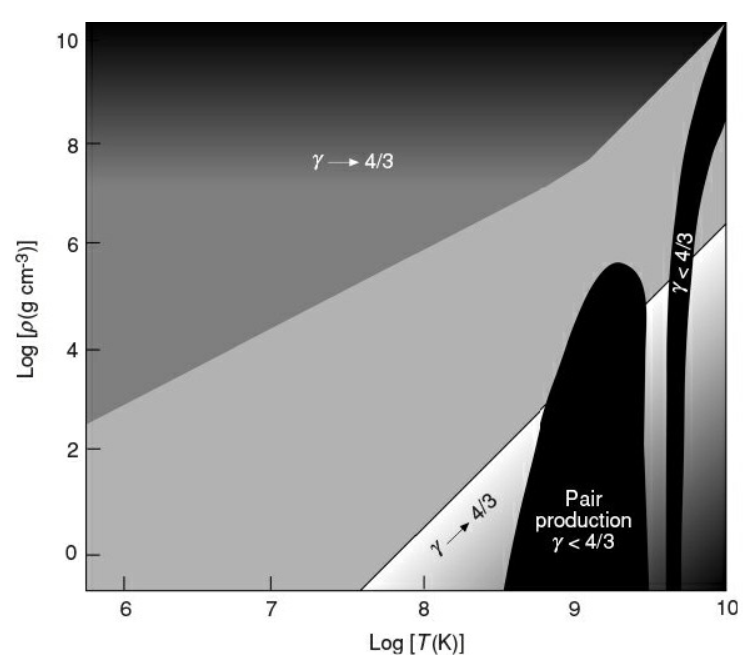 10
8
6
4
2
0
Log [ρ(g cm-3)]
γ → 4/3
γ → 4/3
Pair
production
γ < 4/3
γ < 4/3
6 7 8 9 10
Log [T(K)]